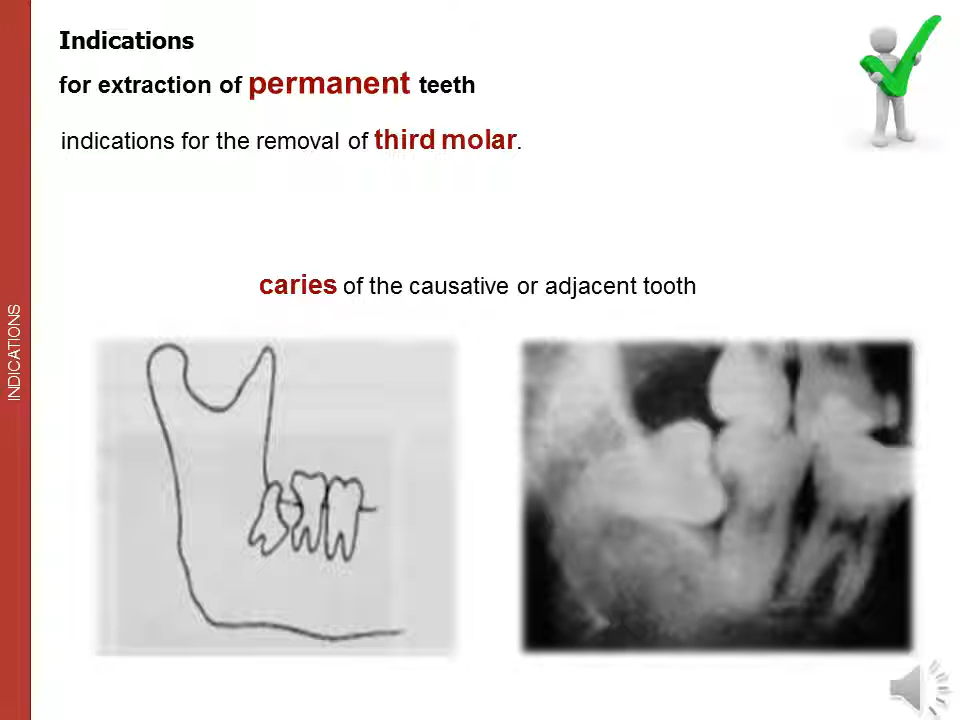 Indications
for extraction of permanent teeth
indications for the removal of third molar.
caries of the causative or adjacent tooth
INDICATIONS